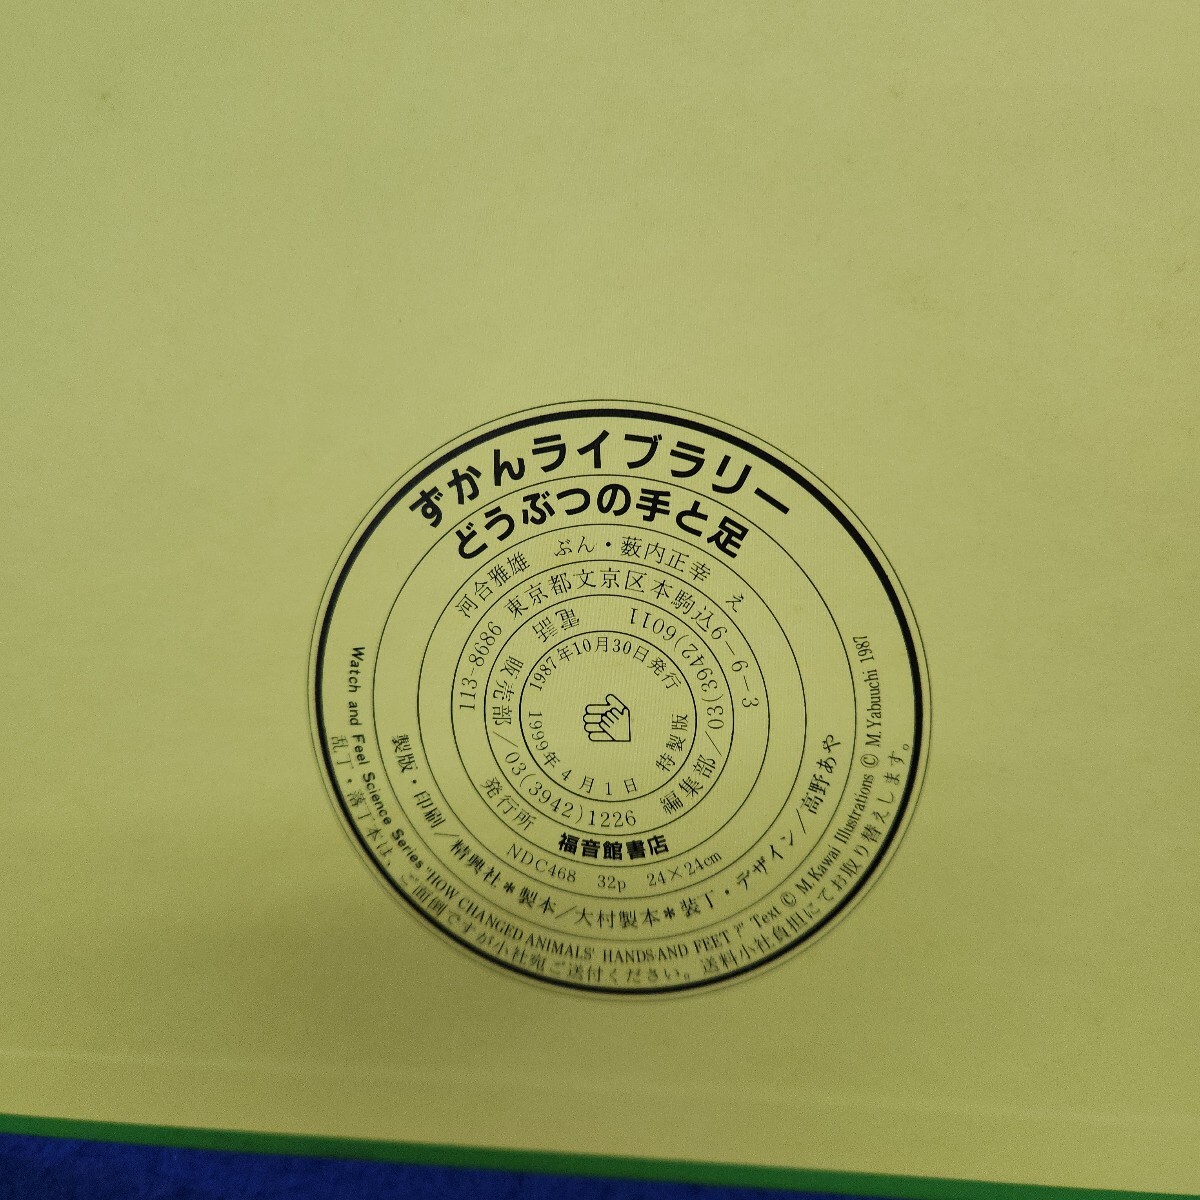 ずかんライブラリー
どうぶつの手と足
河合雅雄 ぶん・薮内正幸 え
113-8686 東京都文京区本駒込6-6-3
電話 編集部/03(3942)6011
販売部/03(3942)1226
1987年10月30日発行
1999年4月1日 特製版
発行所 福音館書店
NDC468 32p 24×24cm
製版・印刷/精興社*製本/大村製本*装丁・デザイン/高野あや
Watch and Feel Science Series "HOW CHANGED ANIMALS' HANDS AND FEET ?" Text © M.Kawai Illustrations © M.Yabuuchi 1987
乱丁・落丁本は、ご面倒ですが小社宛ご送付ください。送料小社負担にてお取り替えします。